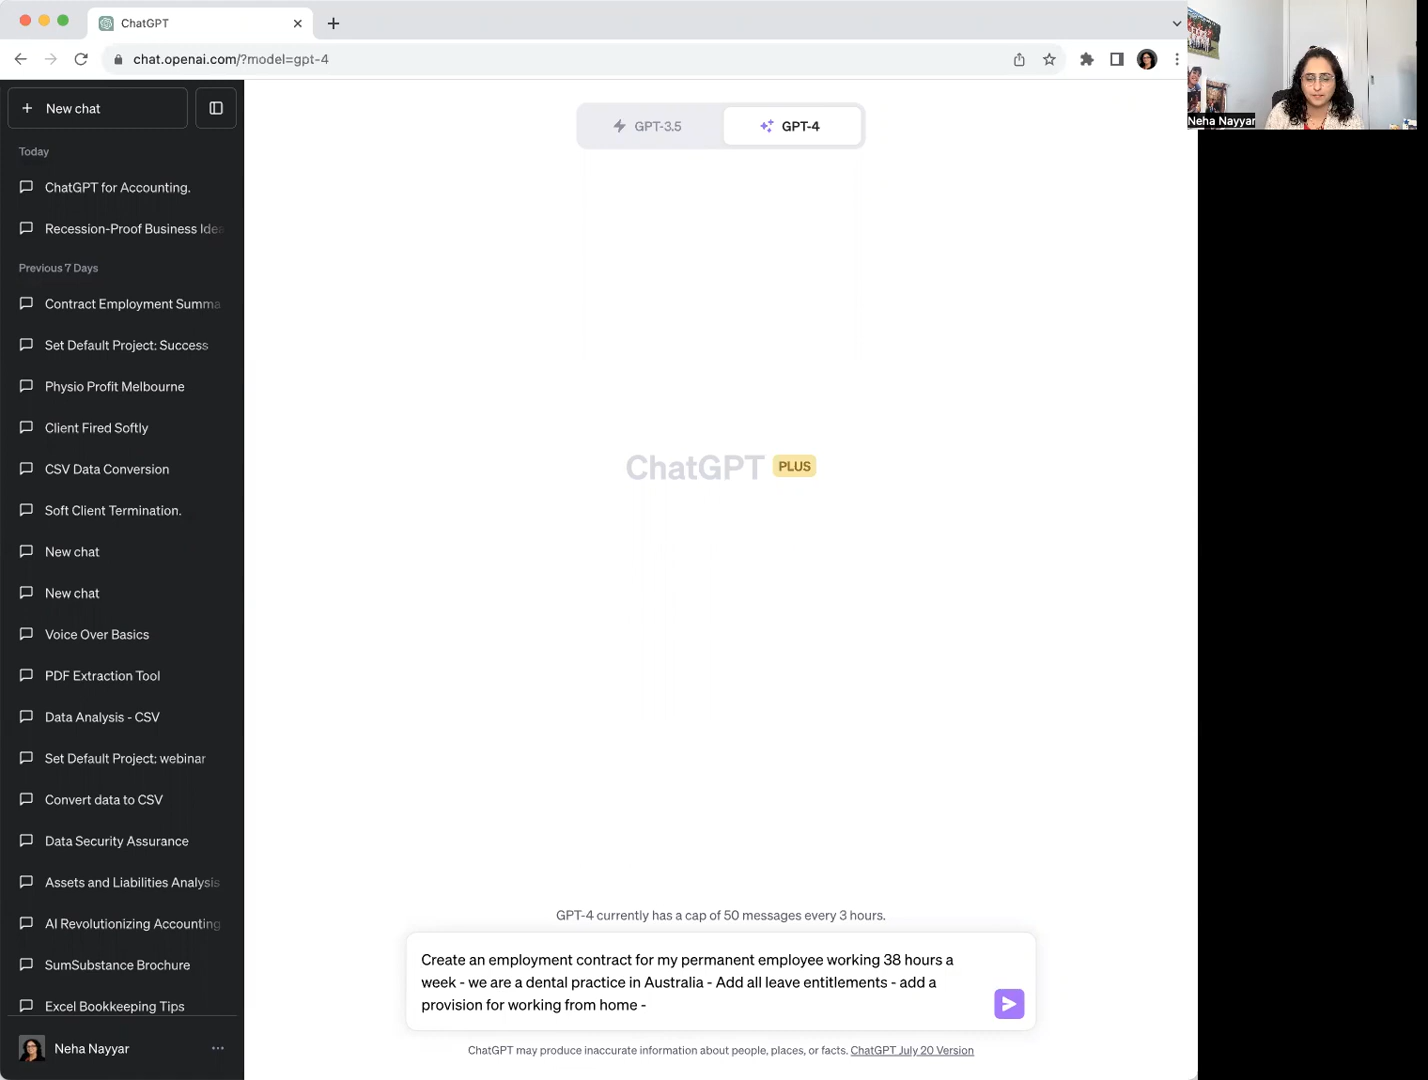 ChatGPT
chat.openai.com/?model=gpt-4
New chat
Today
ChatGPT for Accounting.
Recession-Proof Business Idea
Previous 7 Days
Contract Employment Summa
Set Default Project: Success
Physio Profit Melbourne
Client Fired Softly
CSV Data Conversion
Soft Client Termination.
New chat
New chat
Voice Over Basics
PDF Extraction Tool
Data Analysis - CSV
Set Default Project: webinar
Convert data to CSV
Data Security Assurance
Assets and Liabilities Analysis
AI Revolutionizing Accounting
SumSubstance Brochure
Excel Bookkeeping Tips
Neha Nayyar
GPT-3.5
GPT-4
ChatGPT PLUS
GPT-4 currently has a cap of 50 messages every 3 hours.
Create an employment contract for my permanent employee working 38 hours a
week - we are a dental practice in Australia - Add all leave entitlements - add a
provision for working from home -
ChatGPT may produce inaccurate information about people, places, or facts. ChatGPT July 20 Version
Neha Nayyar